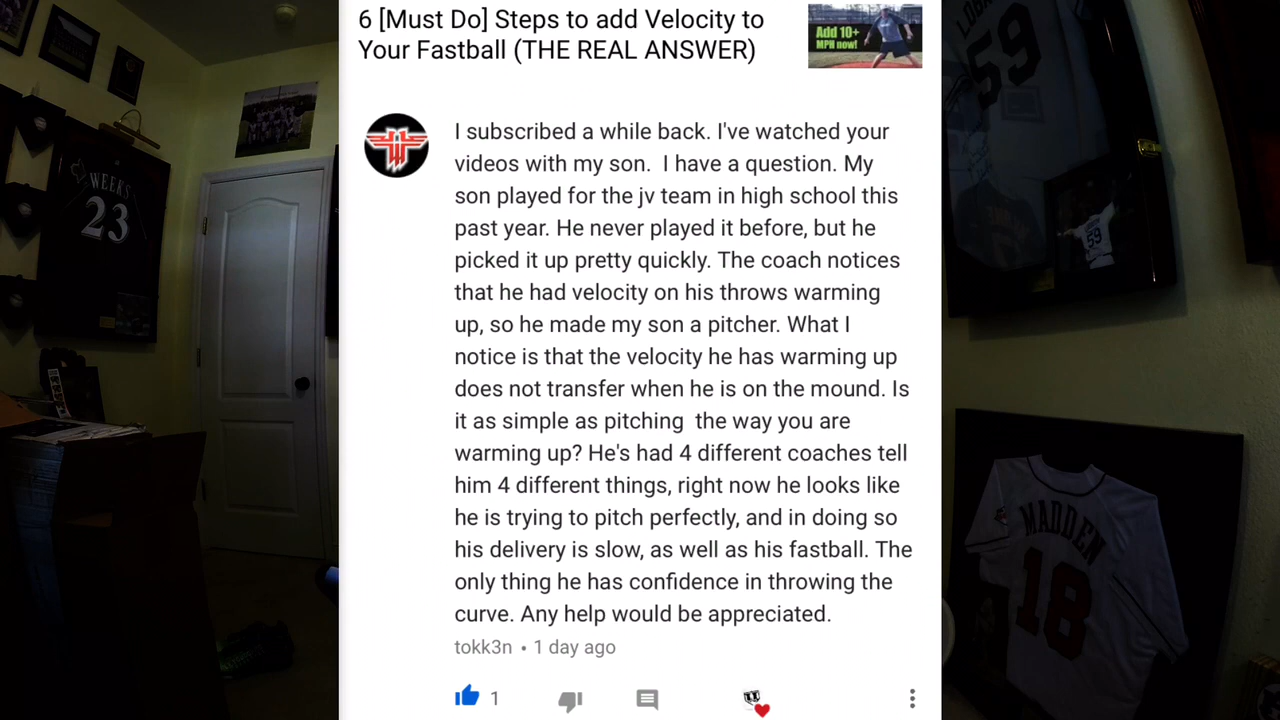 6 [Must Do] Steps to add Velocity to
Your Fastball (THE REAL ANSWER)
Add 10+
MPH now!
I subscribed a while back. I've watched your
videos with my son.  I have a question. My
son played for the jv team in high school this
past year. He never played it before, but he
picked it up pretty quickly. The coach notices
that he had velocity on his throws warming
up, so he made my son a pitcher. What I
notice is that the velocity he has warming up
does not transfer when he is on the mound. Is
it as simple as pitching  the way you are
warming up? He's had 4 different coaches tell
him 4 different things, right now he looks like
he is trying to pitch perfectly, and in doing so
his delivery is slow, as well as his fastball. The
only thing he has confidence in throwing the
curve. Any help would be appreciated.
tokk3n • 1 day ago
1
WEEKS
23
59
59
MADDEN
18